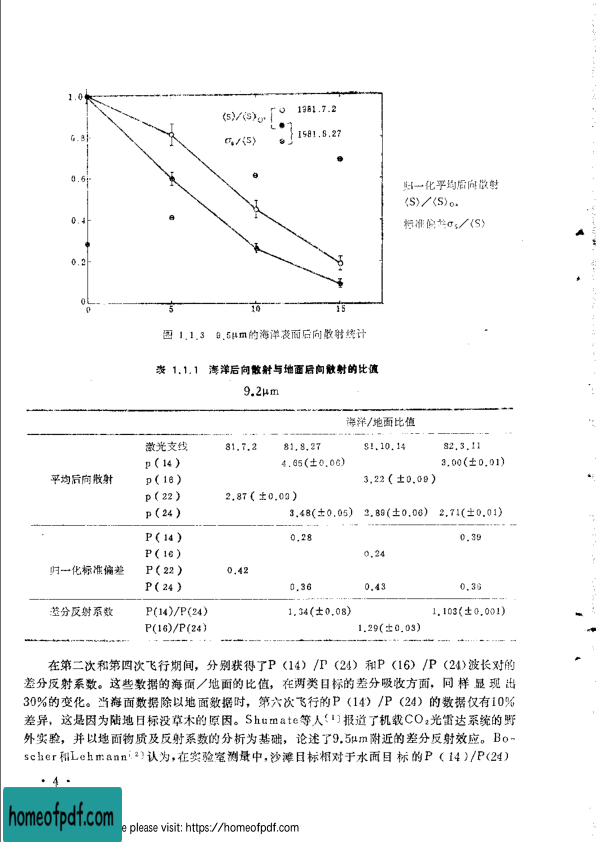 1.0
0.8
0.6
0.4
0.2
0
0 5 10 15
⟨S⟩/⟨S⟩₀.
σₛ/⟨S⟩
1981.7.2
1981.8.27
归一化平均后向散射
⟨S⟩/⟨S⟩₀.
标准偏差σₛ/⟨S⟩
图 1.1.3 9.5μm的海洋表面后向散射统计
表 1.1.1 海洋后向散射与地面后向散射的比值
9.2μm
海洋/地面比值
激光支线 81.7.2 81.8.27 81.10.14 82.3.11
p(14) 4.65(±0.06) 3.00(±0.01)
平均后向散射 p(16) 3.22(±0.09)
p(22) 2.87(±0.03)
p(24) 3.48(±0.05) 2.89(±0.06) 2.71(±0.01)
P(14) 0.28 0.39
P(16) 0.24
归一化标准偏差 P(22) 0.42
P(24) 0.36 0.43 0.36
差分反射系数 P(14)/P(24) 1.34(±0.08) 1.103(±0.001)
P(16)/P(24) 1.29(±0.03)
在第二次和第四次飞行期间，分别获得了P (14) /P (24) 和P (16) /P (24)波长对的
差分反射系数。这些数据的海面/地面的比值，在两类目标的差分吸收方面，同样显现出
30%的变化。当海面数据除以地面数据时，第六次飞行的P (14) /P (24) 的数据仅有10%
差异，这是因为陆地目标没草木的原因。Shumate等人〔1〕报道了机载CO₂光雷达系统的野
外实验，并以地面物质及反射系数的分析为基础，论述了9.5μm附近的差分反射效应。Bo-
scher和Lehmann〔2〕认为，在实验室测量中，沙滩目标相对于水面目标的P (14)/P(24)
• 4 •
homeofpdf.com
e please visit: https://homeofpdf.com